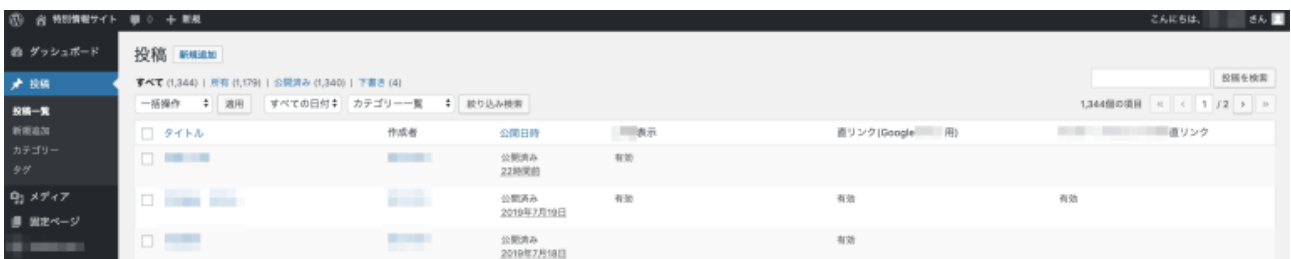 特別情報サイト 0 + 新規 こんにちは、 さん
ダッシュボード
投稿
投稿一覧
新規追加
カテゴリー
タグ
メディア
固定ページ
投稿 新規追加
すべて (1,344) | 所有 (1,179) | 公開済み (1,340) | 下書き (4)
投稿を検索
一括操作 適用 すべての日付 カテゴリー一覧 絞り込み検索 1,344個の項目 « ‹ 1 / 2 › »
タイトル 作成者 公開日時 表示 直リンク(Google 用) 直リンク
公開済み 有効
22時間前
公開済み 有効 有効 有効
2019年7月19日
公開済み 有効
2019年7月18日